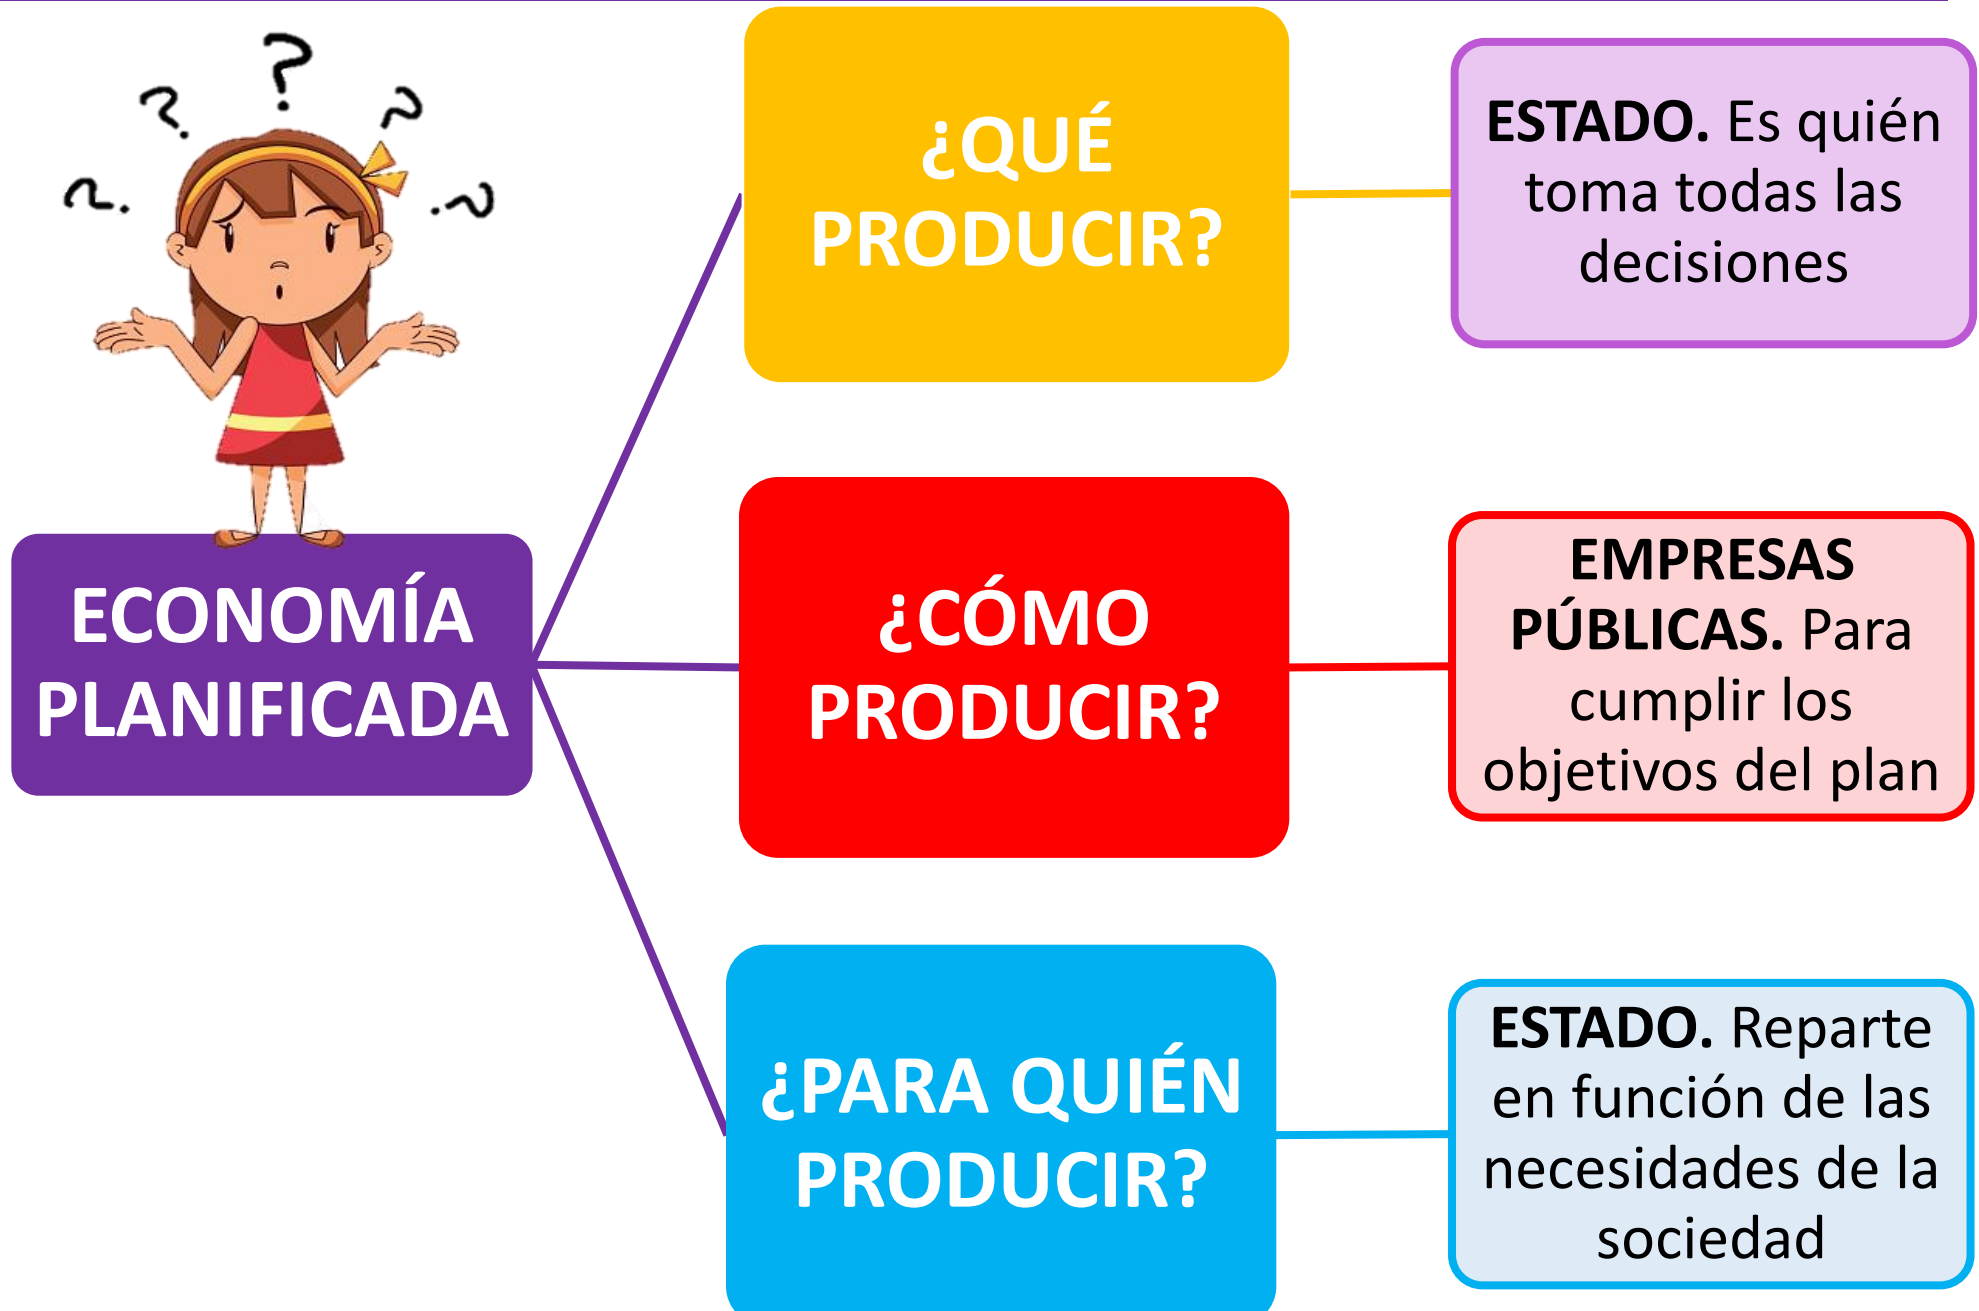 ECONOMÍA
PLANIFICADA
¿QUÉ
PRODUCIR?
ESTADO. Es quién
toma todas las
decisiones
¿CÓMO
PRODUCIR?
EMPRESAS
PÚBLICAS. Para
cumplir los
objetivos del plan
¿PARA QUIÉN
PRODUCIR?
ESTADO. Reparte
en función de las
necesidades de la
sociedad